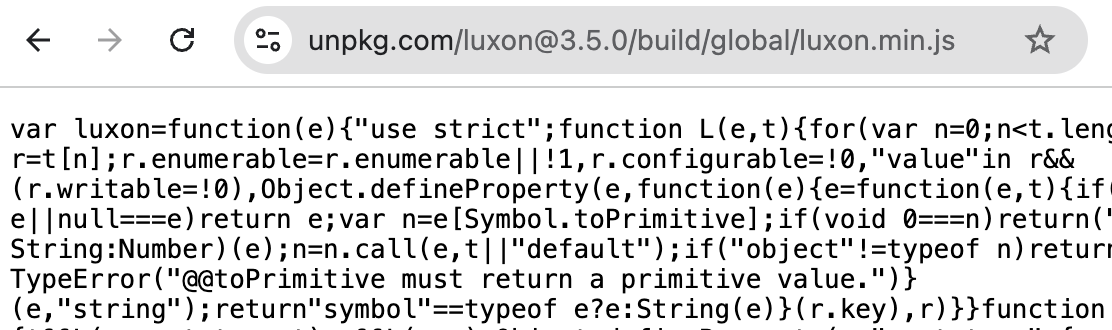 unpkg.com/luxon@3.5.0/build/global/luxon.min.js
var luxon=function(e){"use strict";function L(e,t){for(var n=0;n<t.leng
r=t[n];r.enumerable=r.enumerable||!1,r.configurable=!0,"value"in r&&
(r.writable=!0),Object.defineProperty(e,function(e){e=function(e,t){if(
e||null===e)return e;var n=e[Symbol.toPrimitive];if(void 0===n)return("
String:Number)(e);n=n.call(e,t||"default");if("object"!=typeof n)return
TypeError("@@toPrimitive must return a primitive value.")}
(e,"string");return"symbol"==typeof e?e:String(e)}(r.key),r)}}function